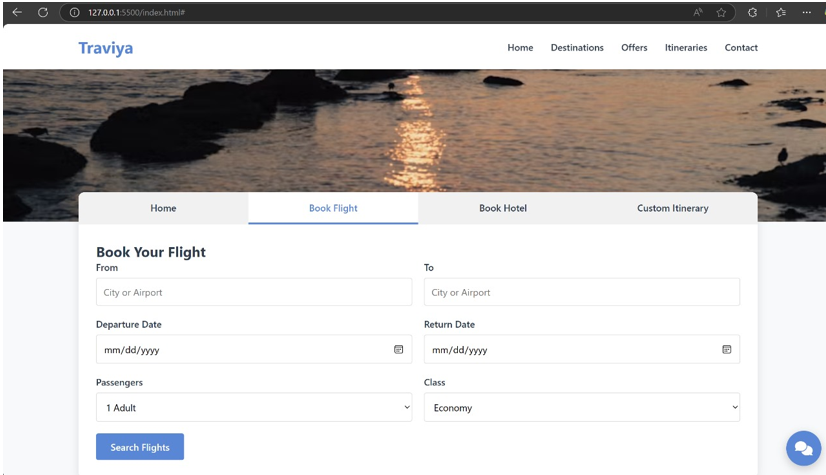 127.0.0.1:5500/index.html#
Traviya
Home Destinations Offers Itineraries Contact
Home Book Flight Book Hotel Custom Itinerary
Book Your Flight
From To
City or Airport City or Airport
Departure Date Return Date
mm/dd/yyyy mm/dd/yyyy
Passengers Class
1 Adult Economy
Search Flights